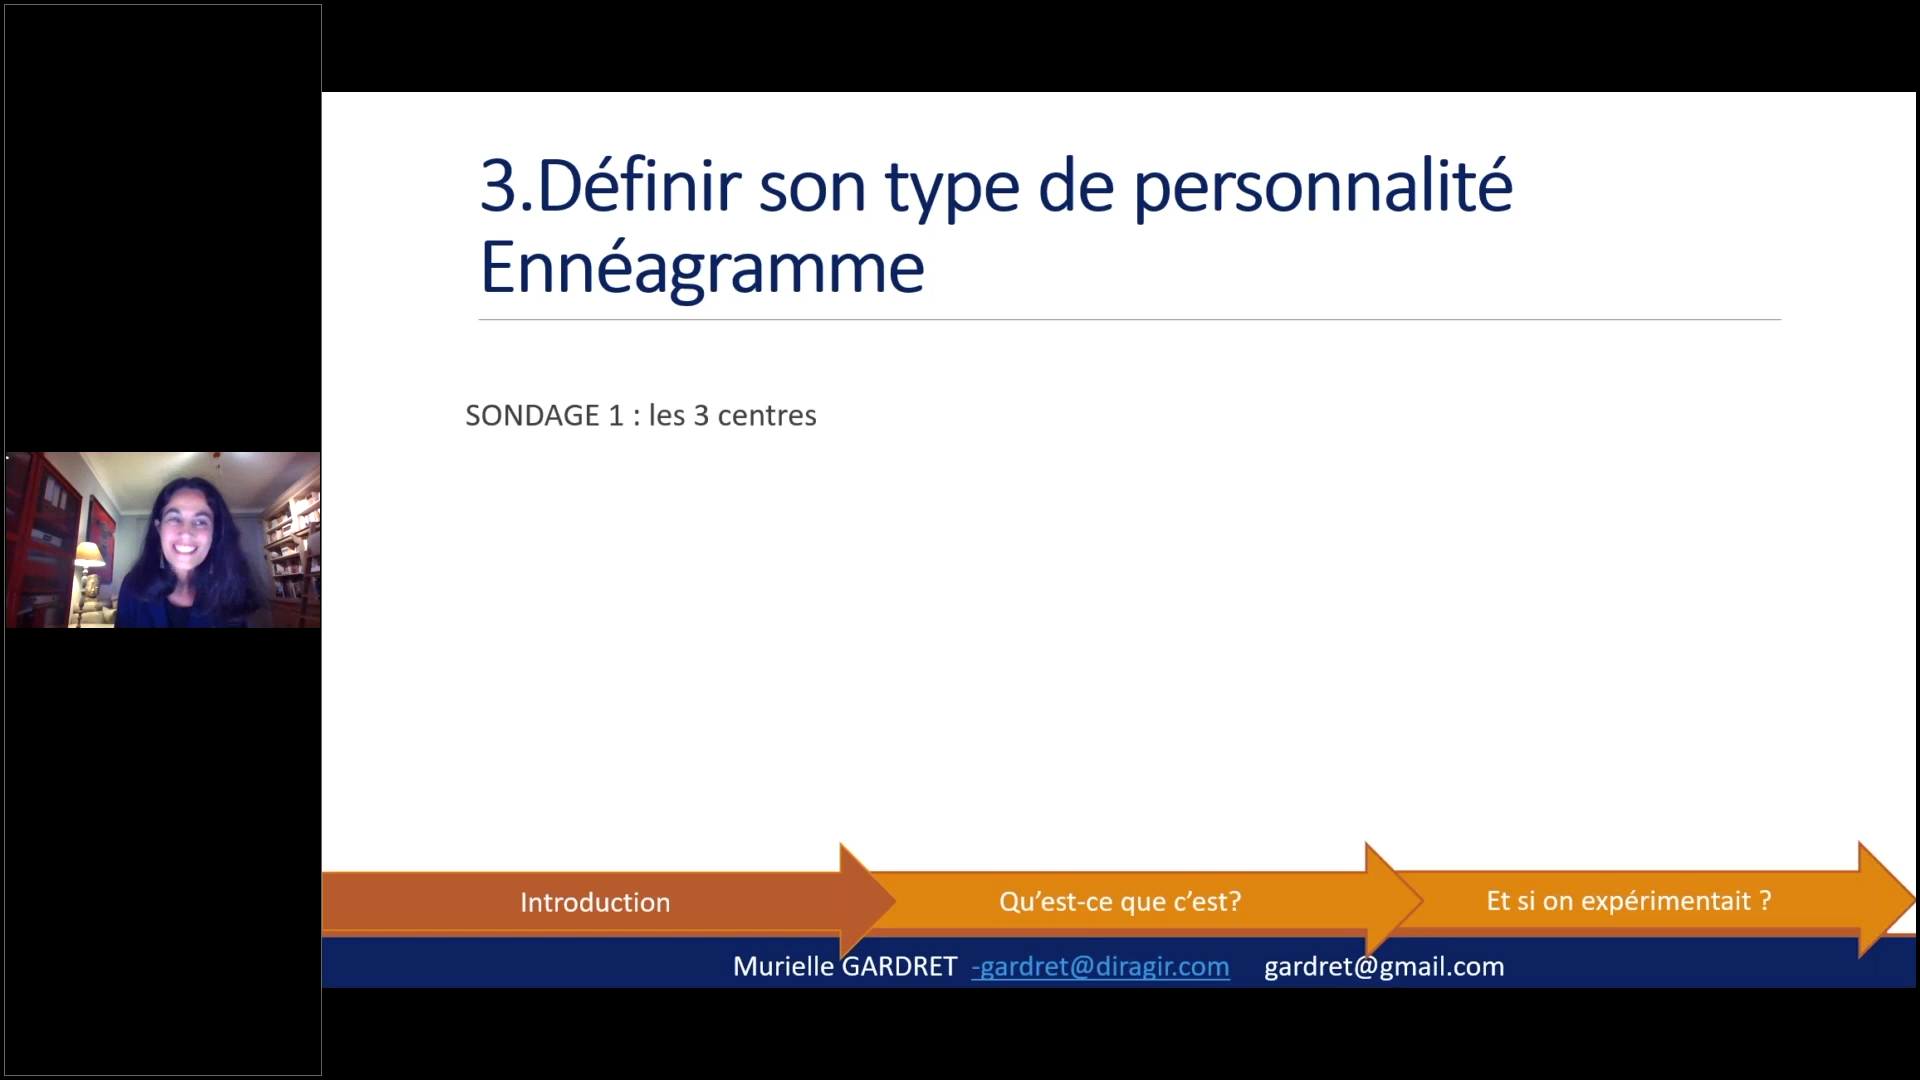 3.Définir son type de personnalité
Ennéagramme
SONDAGE 1 : les 3 centres
Introduction
Qu’est-ce que c’est?
Et si on expérimentait ?
Murielle GARDRET -gardret@diragir.com gardret@gmail.com